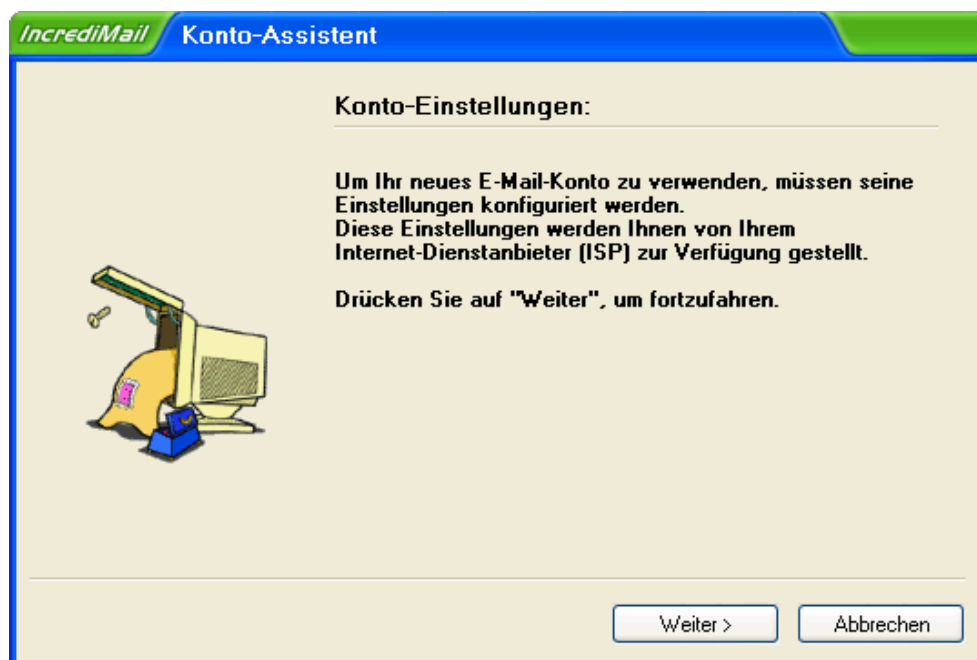 IncrediMail Konto-Assistent
Konto-Einstellungen:
Um Ihr neues E-Mail-Konto zu verwenden, müssen seine
Einstellungen konfiguriert werden.
Diese Einstellungen werden Ihnen von Ihrem
Internet-Dienstanbieter (ISP) zur Verfügung gestellt.
Drücken Sie auf "Weiter", um fortzufahren.
Weiter >
Abbrechen